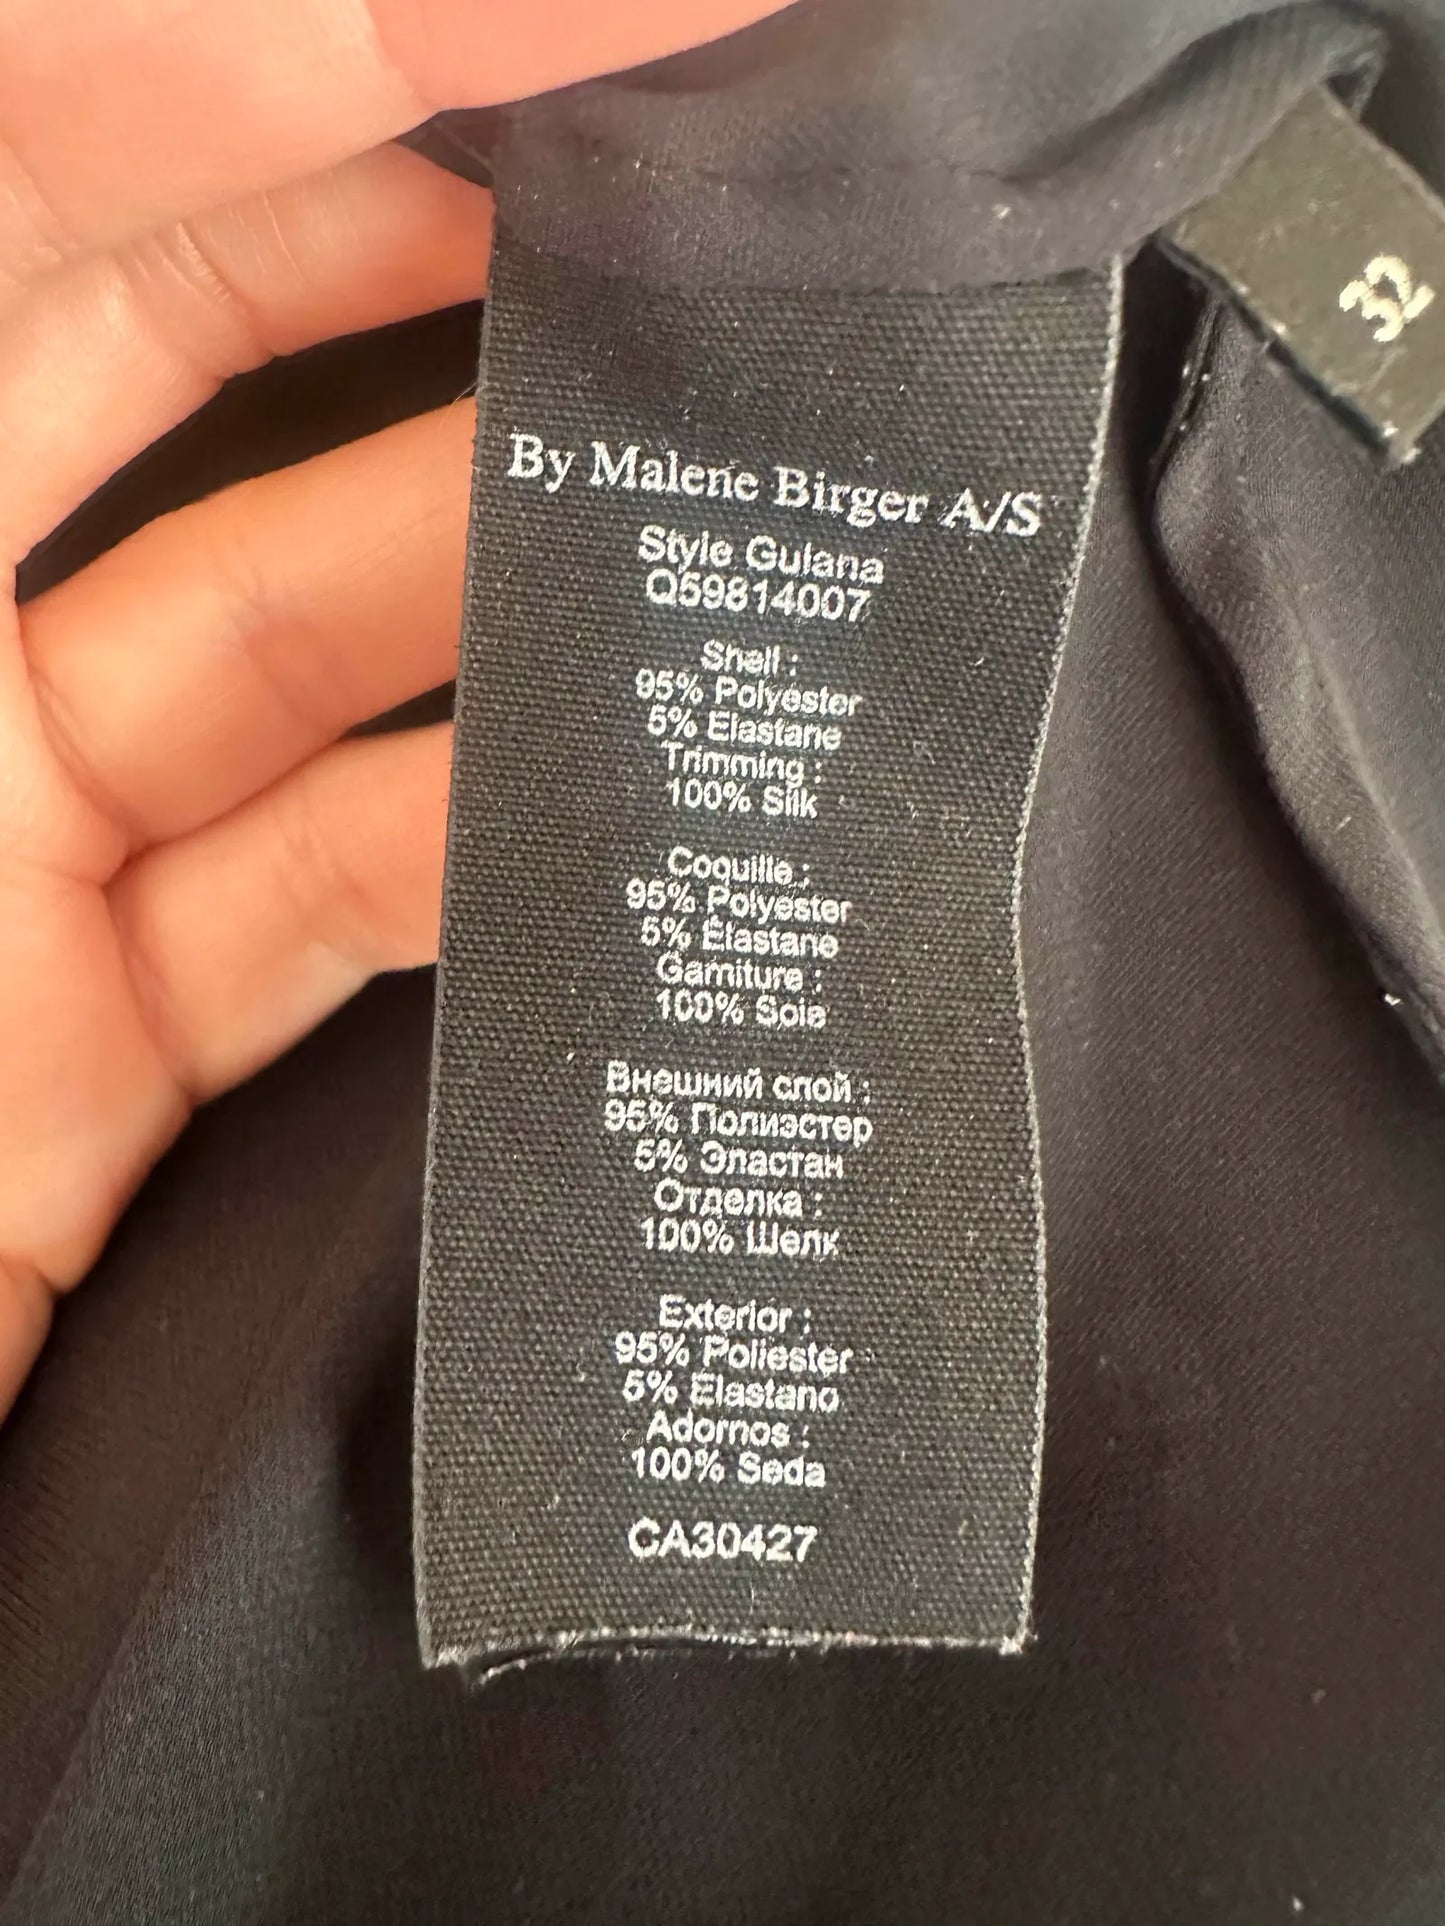 32
By Malene Birger A/S
Style Gulana
Q59814007
Shell :
95% Polyester
5% Elastane
Trimming :
100% Silk
Coquille :
95% Polyester
5% Élastane
Garniture :
100% Soie
Внешний слой :
95% Полиэстер
5% Эластан
Отделка :
100% Шелк
Exterior :
95% Poliester
5% Elastano
Adornos :
100% Seda
CA30427